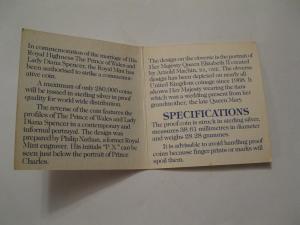 In commemoration of the marriage of His
Royal Highness The Prince of Wales and
Lady Diana Spencer, the Royal Mint has
been authorised to strike a commemor-
ative coin.
A maximum of only 250,000 coins
will be issued in sterling silver in proof
quality for world wide distribution.
The reverse of the coin features the
profiles of The Prince of Wales and Lady
Diana Spencer in a contemporary and
informal portrayal. The design was
prepared by Philip Nathan, a former Royal
Mint engraver. His initials "P.N." can be
seen just below the portrait of Prince
Charles.
The design on the obverse is the portrait of
Her Majesty Queen Elizabeth II created
by Arnold Machin, The obverse
design has been depicted on nearly all
United Kingdom coinage since 1968. It
shows Her Majesty wearing the tiara
which was a wedding present from her
grandmother, the late Queen Mary.
SPECIFICATIONS
The proof coin is struck in sterling silver,
measures 38.61 millimetres in diameter
and weighs 28.28 grammes.
It is advisable to avoid handling proof
coins because finger prints or marks will
spoil them.